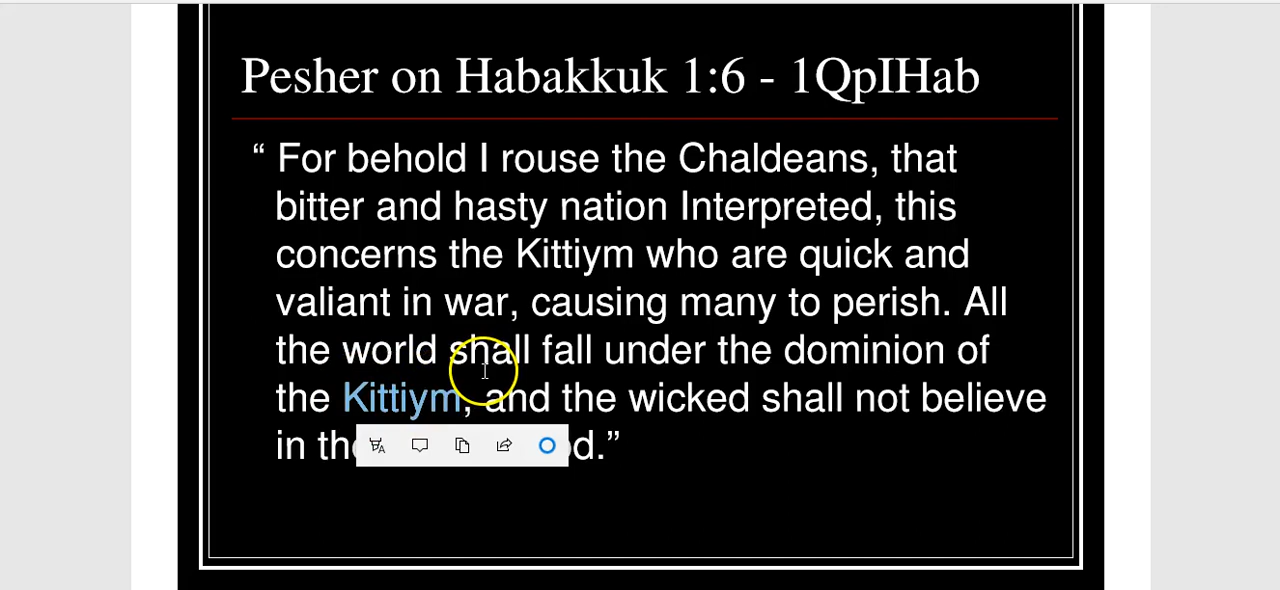 Pesher on Habakkuk 1:6 - 1QpIHab
“ For behold I rouse the Chaldeans, that
bitter and hasty nation Interpreted, this
concerns the Kittiym who are quick and
valiant in war, causing many to perish. All
the world shall fall under the dominion of
the Kittiym, and the wicked shall not believe
in